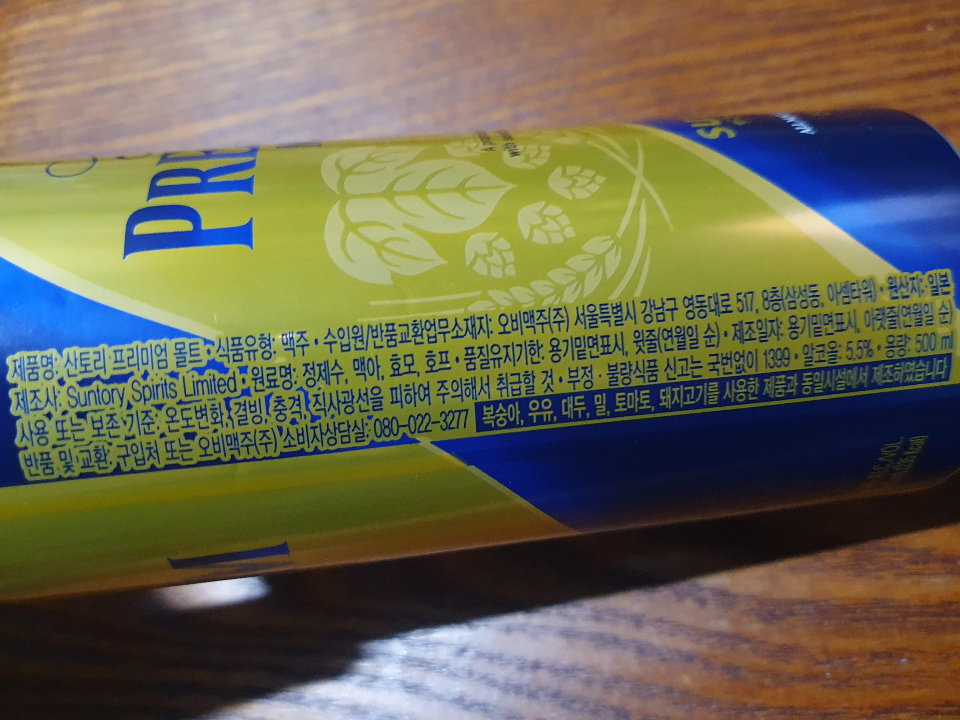 PRE
SU
제품명: 산토리 프리미엄 몰트 • 식품유형: 맥주 • 수입원/반품교환업무소재지: 오비맥주(주) 서울특별시 강남구 영동대로 517, 8층(삼성동, 아셈타워) • 원산지: 일본
제조사: Suntory Spirits Limited • 원료명: 정제수, 맥아, 효모, 호프 • 품질유지기한: 용기밑면표시, 윗줄(연월일 순) • 제조일자: 용기밑면표시, 아랫줄(연월일 순)
사용 또는 보존 기준: 온도변화, 결빙, 충격, 직사광선을 피하여 주의해서 취급할 것 • 부정 · 불량식품 신고는 국번없이 1399 • 알코올: 5.5% • 용량: 500 ml
반품 및 교환: 구입처 또는 오비맥주(주) 소비자상담실: 080-022-3277 복숭아, 우유, 대두, 밀, 토마토, 돼지고기를 사용한 제품과 동일시설에서 제조하였습니다
M